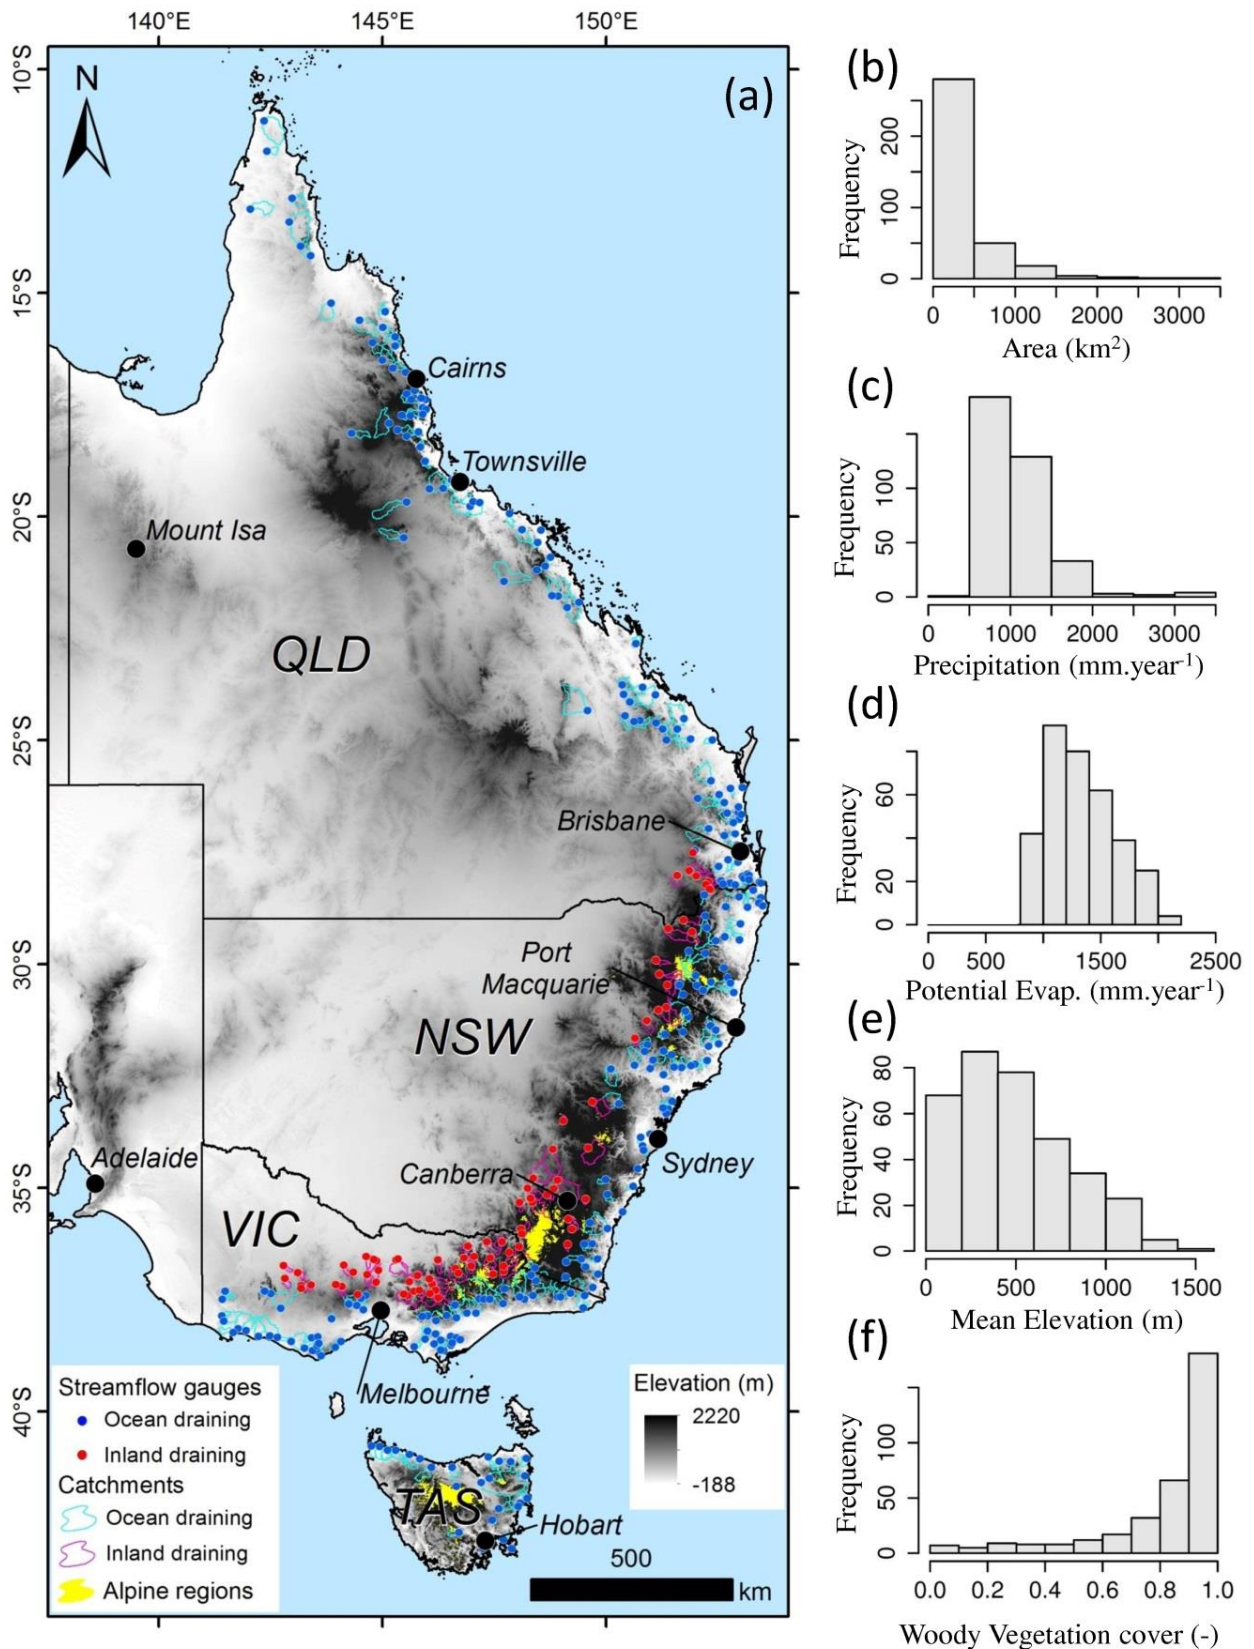 140°E 145°E 150°E
10°S
15°S
20°S
25°S
30°S
35°S
40°S
N
(a)
Cairns
Townsville
Mount Isa
QLD
Brisbane
Port
Macquarie
NSW
Adelaide
Canberra
Sydney
VIC
Melbourne
TAS
Hobart
Streamflow gauges
Ocean draining
Inland draining
Catchments
Ocean draining
Inland draining
Alpine regions
Elevation (m)
2220
-188
500
km
(b)
Frequency
0 100 200
0 1000 2000 3000
Area (km²)
(c)
Frequency
0 50 100
0 1000 2000 3000
Precipitation (mm.year⁻¹)
(d)
Frequency
0 20 60
0 500 1500 2500
Potential Evap. (mm.year⁻¹)
(e)
Frequency
0 20 40 60 80
0 500 1000 1500
Mean Elevation (m)
(f)
Frequency
0 50 100
0.0 0.2 0.4 0.6 0.8 1.0
Woody Vegetation cover (-)